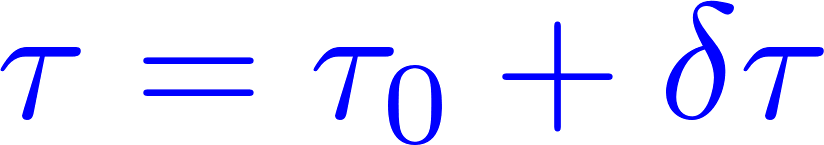 τ = τ₀ + δτ